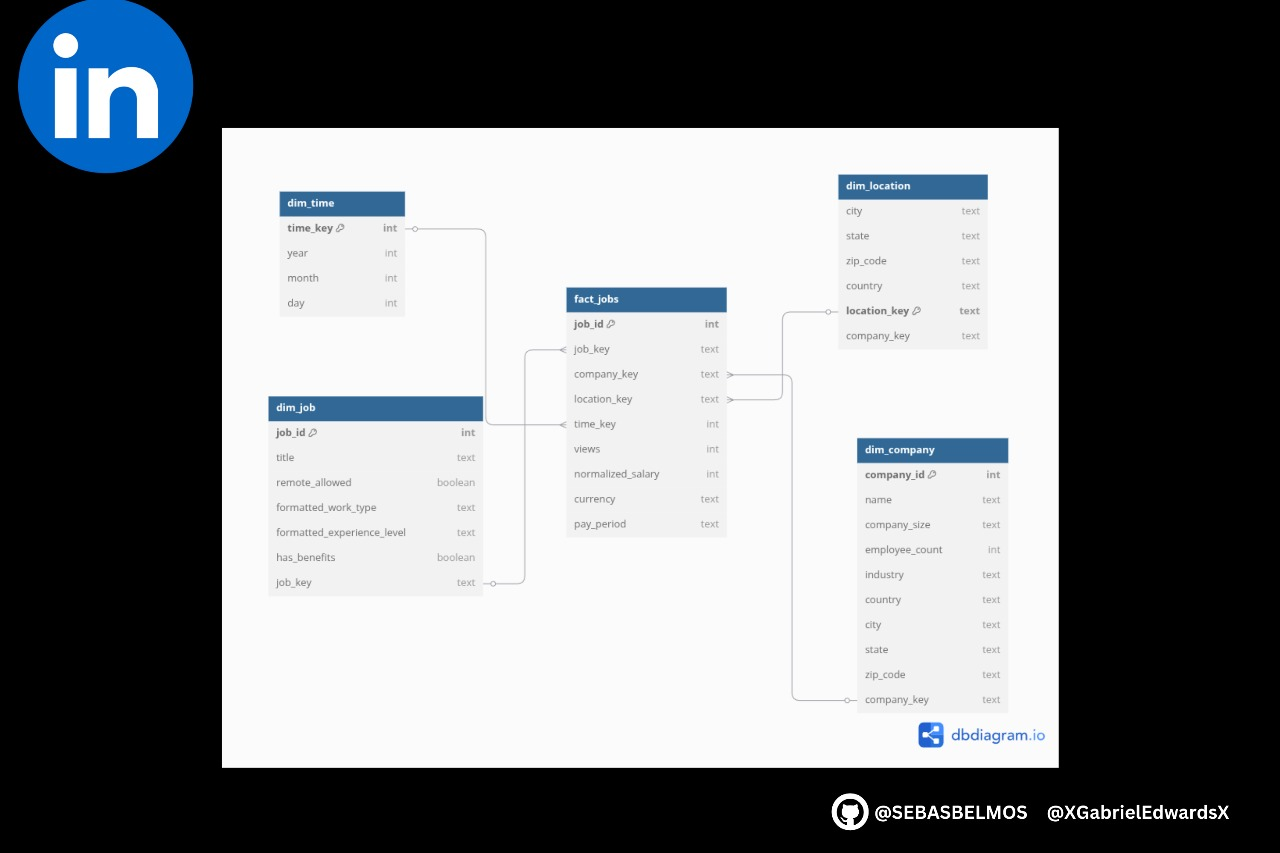 in
dim_time
time_key int
year int
month int
day int
dim_job
job_id int
title text
remote_allowed boolean
formatted_work_type text
formatted_experience_level text
has_benefits boolean
job_key text
fact_jobs
job_id int
job_key text
company_key text
location_key text
time_key int
views int
normalized_salary int
currency text
pay_period text
dim_location
city text
state text
zip_code text
country text
location_key text
company_key text
dim_company
company_id int
name text
company_size text
employee_count int
industry text
country text
city text
state text
zip_code text
company_key text
dbdiagram.io
@SEBASBELMOS @XGabrielEdwardsX